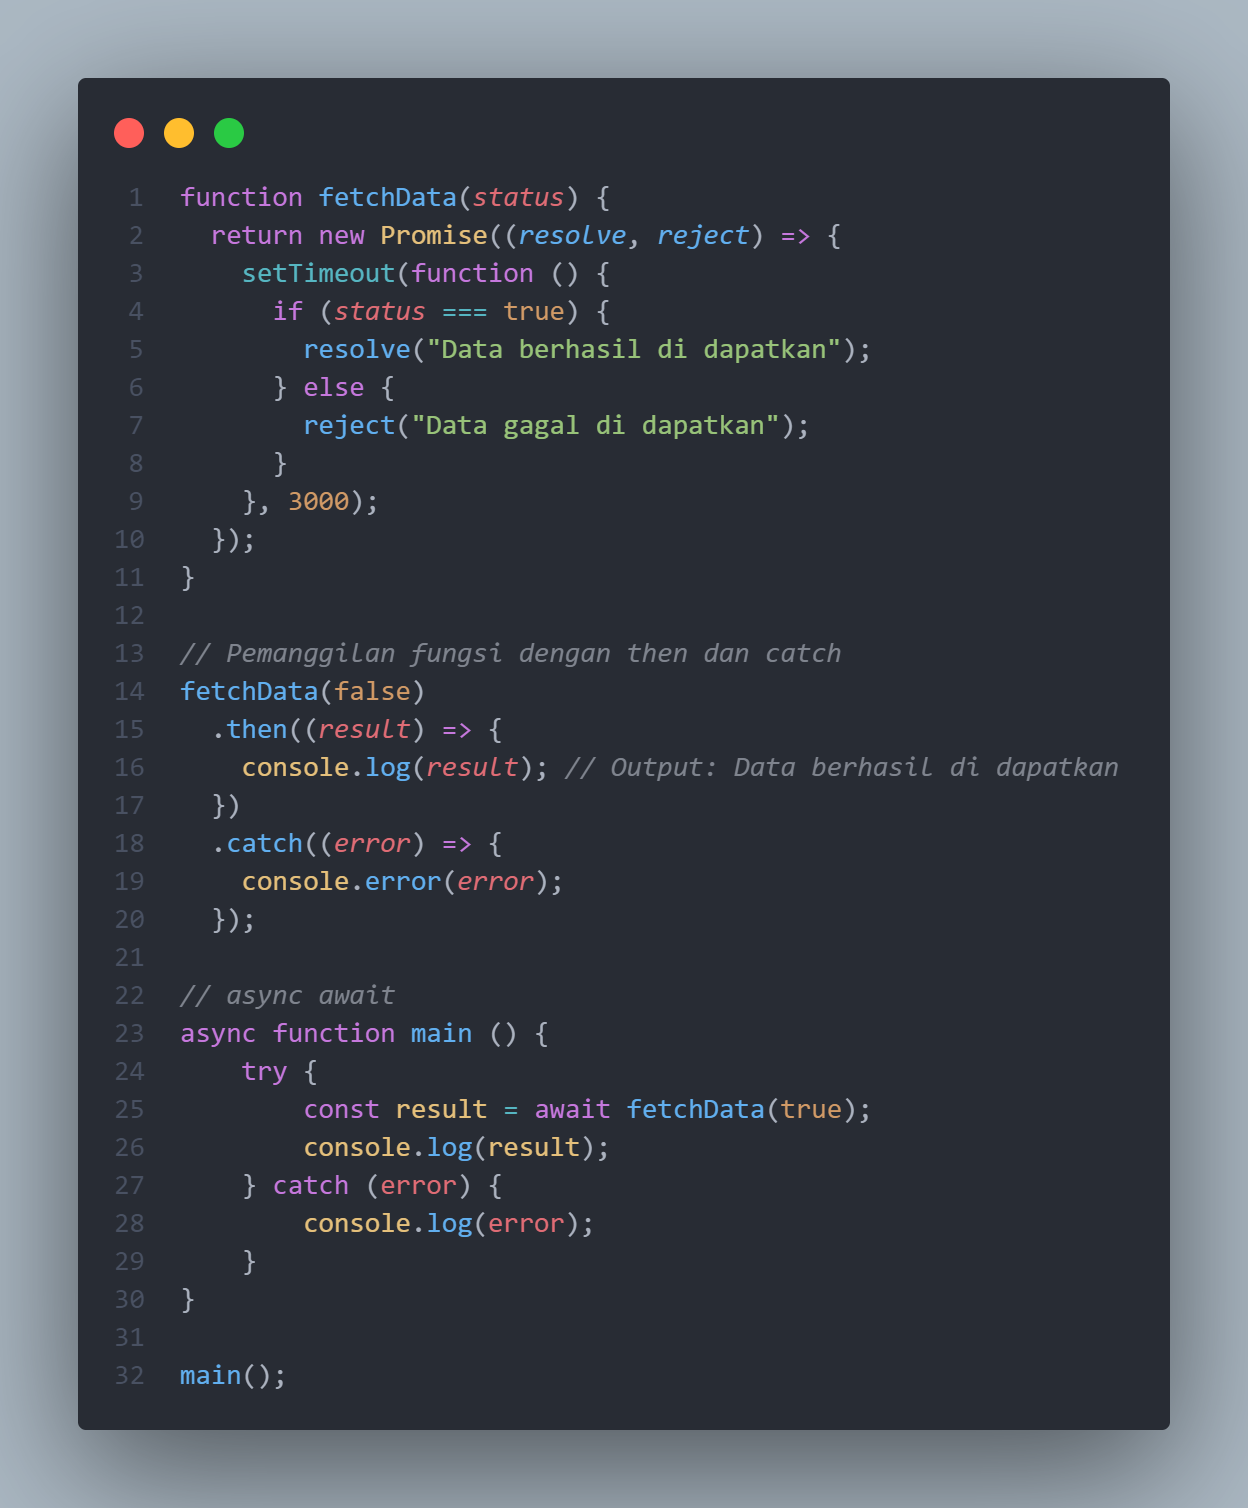 1 function fetchData(status) {
2   return new Promise((resolve, reject) => {
3     setTimeout(function () {
4       if (status === true) {
5         resolve("Data berhasil di dapatkan");
6       } else {
7         reject("Data gagal di dapatkan");
8       }
9     }, 3000);
10   });
11 }
12
13 // Pemanggilan fungsi dengan then dan catch
14 fetchData(false)
15   .then((result) => {
16     console.log(result); // Output: Data berhasil di dapatkan
17   })
18   .catch((error) => {
19     console.error(error);
20   });
21
22 // async await
23 async function main () {
24     try {
25         const result = await fetchData(true);
26         console.log(result);
27     } catch (error) {
28         console.log(error);
29     }
30 }
31
32 main();